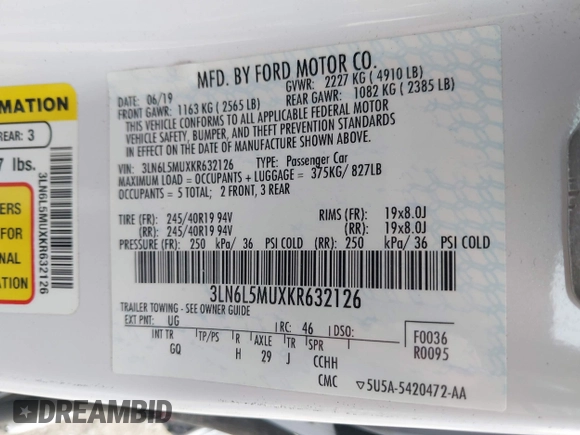 MFD. BY FORD MOTOR CO.
DATE: 06/19 GVWR: 2227 KG ( 4910 LB)
FRONT GAWR: 1163 KG ( 2565 LB) REAR GAWR: 1082 KG ( 2385 LB)
THIS VEHICLE CONFORMS TO ALL APPLICABLE FEDERAL MOTOR
VEHICLE SAFETY, BUMPER, AND THEFT PREVENTION STANDARDS
IN EFFECT ON THE DATE OF MANUFACTURE SHOWN ABOVE.
VIN: 3LN6L5MUXKR632126 TYPE: Passenger Car
MAXIMUM LOAD = OCCUPANTS + LUGGAGE = 375KG/ 827LB
OCCUPANTS = 5 TOTAL; 2 FRONT, 3 REAR
TIRE (FR): 245/40R19 94V RIMS (FR): 19x8.0J
(RR): 245/40R19 94V (RR): 19x8.0J
PRESSURE (FR): 250 kPa/ 36 PSI COLD (RR): 250 kPa/ 36 PSI COLD
3LN6L5MUXKR632126
TRAILER TOWING - SEE OWNER GUIDE
EXT PNT: UG RC: 46 DSO: F0036
INT TR TP/PS R AXLE TR SPR R0095
GQ H 29 J CCHH
CMC ▽5U5A-5420472-AA
RMATION
REAR: 3
7 lbs.
ERS
FOR
NAL
ATION
3LN6L5MUXKR632126
DREAMBID